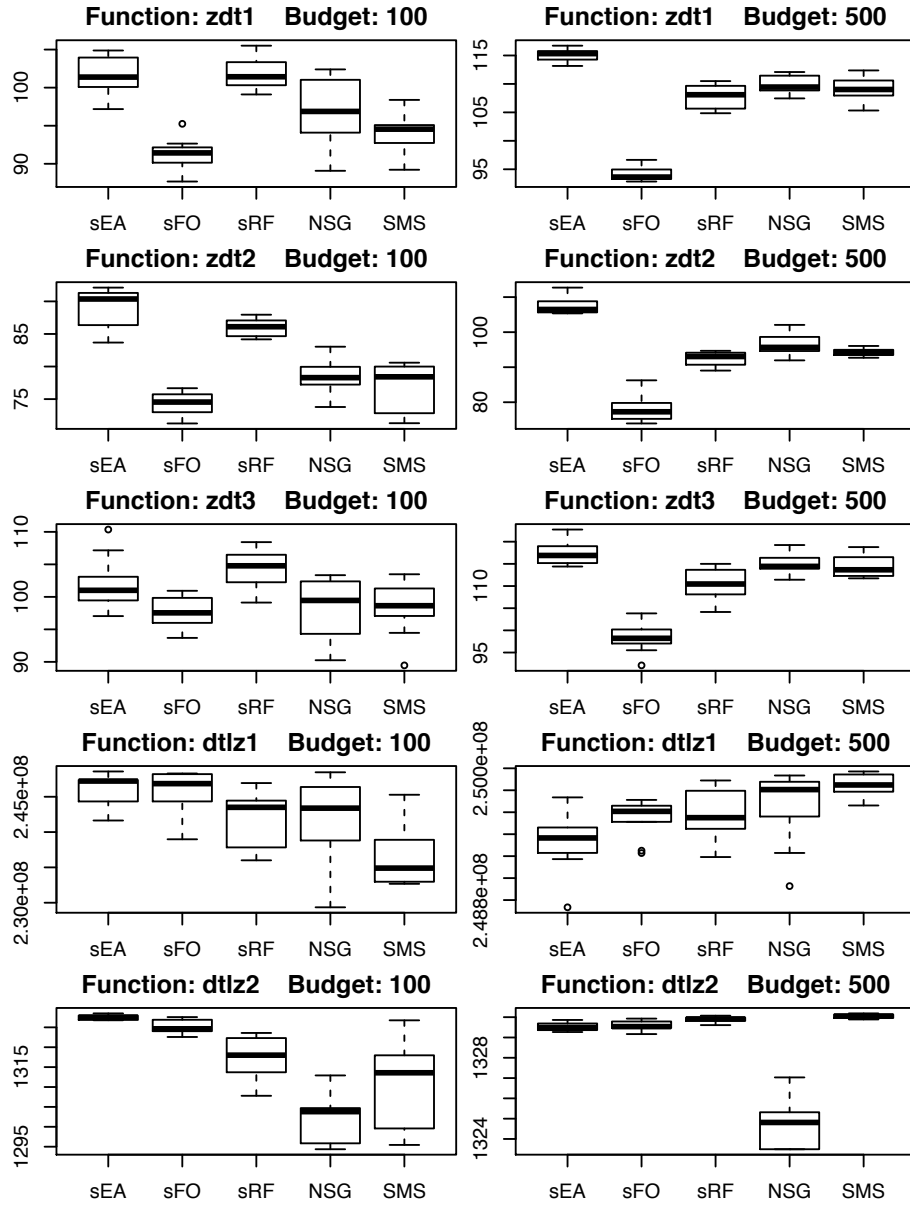 Function: zdt1 Budget: 100
100
90
sEA sFO sRF NSG SMS
Function: zdt1 Budget: 500
115
105
95
sEA sFO sRF NSG SMS
Function: zdt2 Budget: 100
85
75
sEA sFO sRF NSG SMS
Function: zdt2 Budget: 500
100
80
sEA sFO sRF NSG SMS
Function: zdt3 Budget: 100
110
100
90
sEA sFO sRF NSG SMS
Function: zdt3 Budget: 500
110
95
sEA sFO sRF NSG SMS
Function: dtlz1 Budget: 100
2.45e+08
2.30e+08
sEA sFO sRF NSG SMS
Function: dtlz1 Budget: 500
2.500e+08
2.488e+08
sEA sFO sRF NSG SMS
Function: dtlz2 Budget: 100
1315
1295
sEA sFO sRF NSG SMS
Function: dtlz2 Budget: 500
1328
1324
sEA sFO sRF NSG SMS